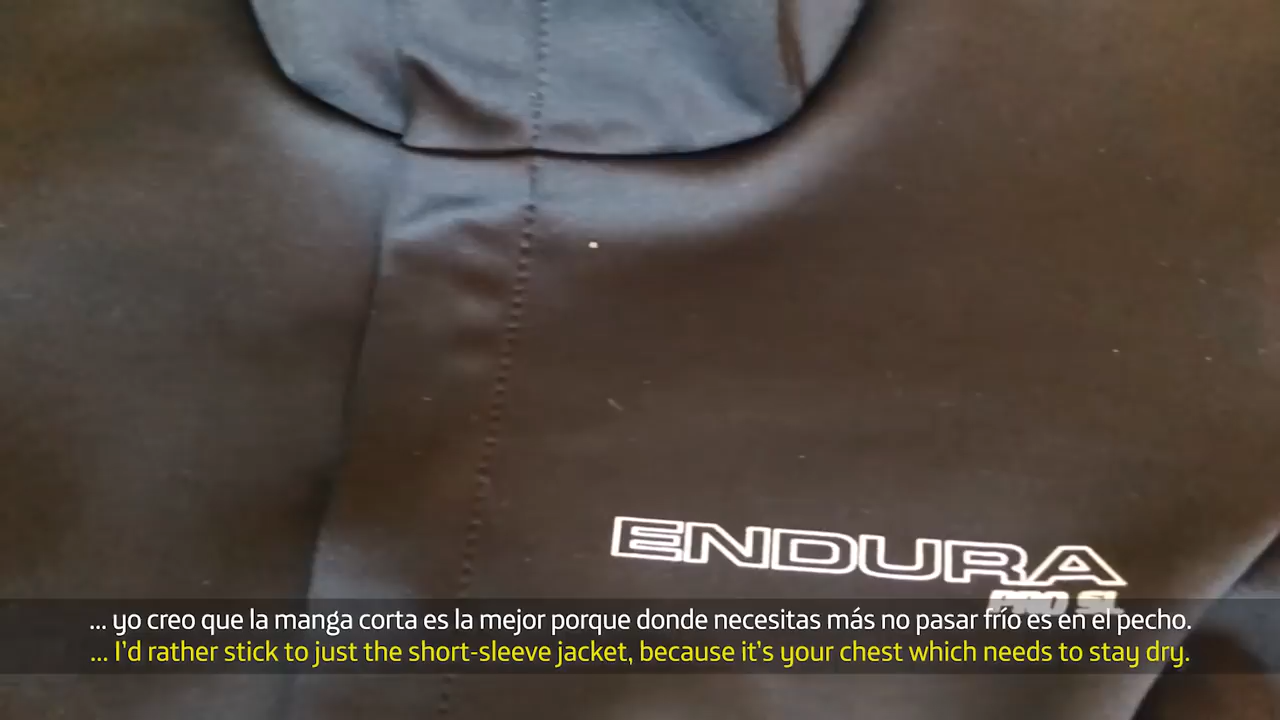 ENDURA
PRO SL
... yo creo que la manga corta es la mejor porque donde necesitas más no pasar frío es en el pecho.
... I'd rather stick to just the short-sleeve jacket, because it's your chest which needs to stay dry.